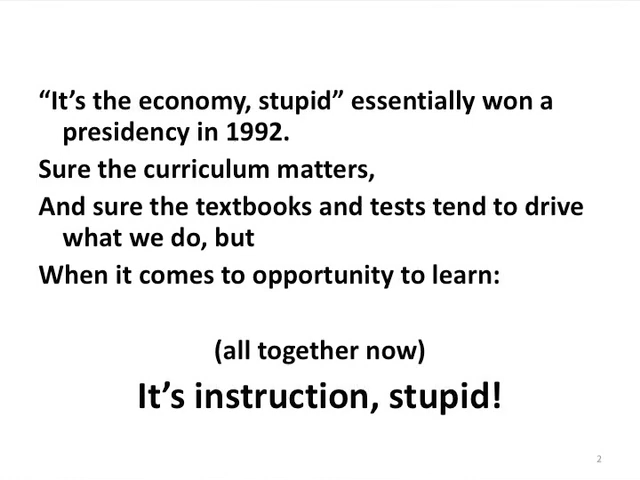 “It’s the economy, stupid” essentially won a
presidency in 1992.
Sure the curriculum matters,
And sure the textbooks and tests tend to drive
what we do, but
When it comes to opportunity to learn:
(all together now)
It’s instruction, stupid!
2